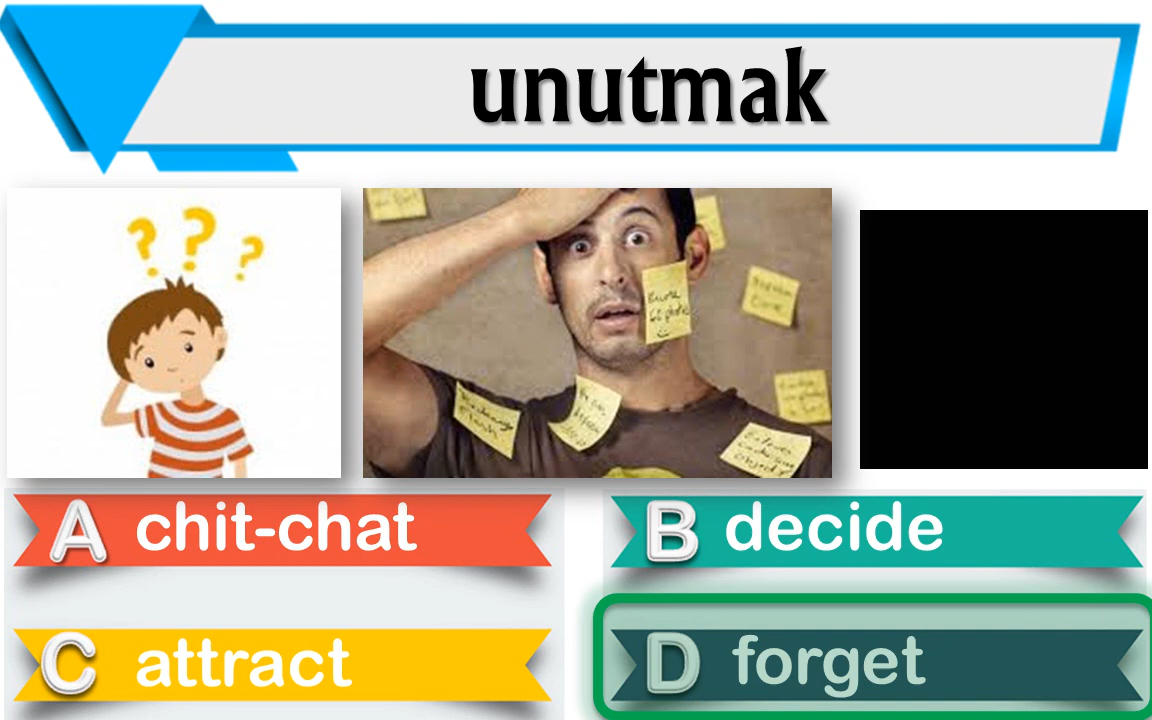 unutmak
? ? ?
A chit-chat
B decide
C attract
D forget